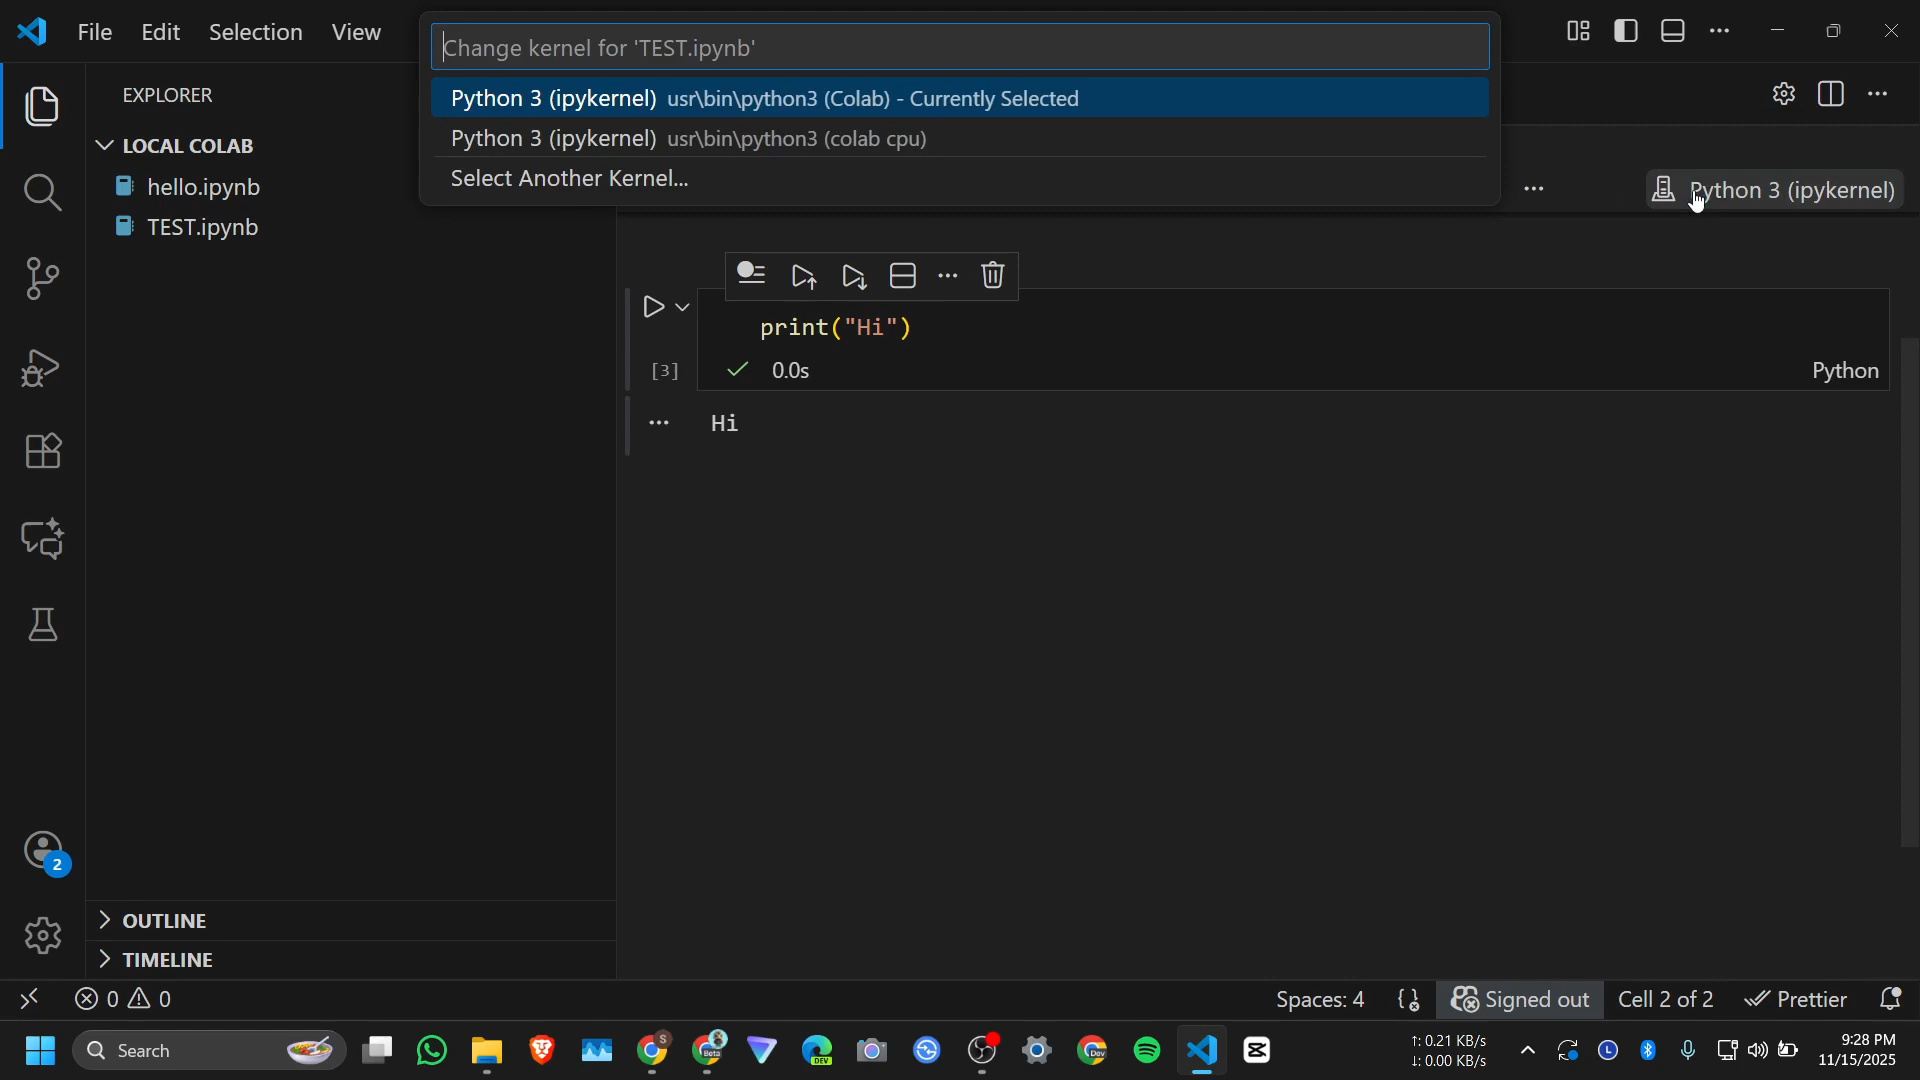 File Edit Selection View
Change kernel for 'TEST.ipynb'
Python 3 (ipykernel) usr\bin\python3 (Colab) - Currently Selected
Python 3 (ipykernel) usr\bin\python3 (colab cpu)
Select Another Kernel...
EXPLORER
LOCAL COLAB
hello.ipynb
TEST.ipynb
Python 3 (ipykernel)
print("Hi")
[3] 0.0s Python
Hi
2
OUTLINE
TIMELINE
0 0 Spaces: 4 Signed out Cell 2 of 2 Prettier
Search
S
Beta
DEV
Dev
↑: 0.21 KB/s
↓: 0.00 KB/s
9:28 PM
11/15/2025